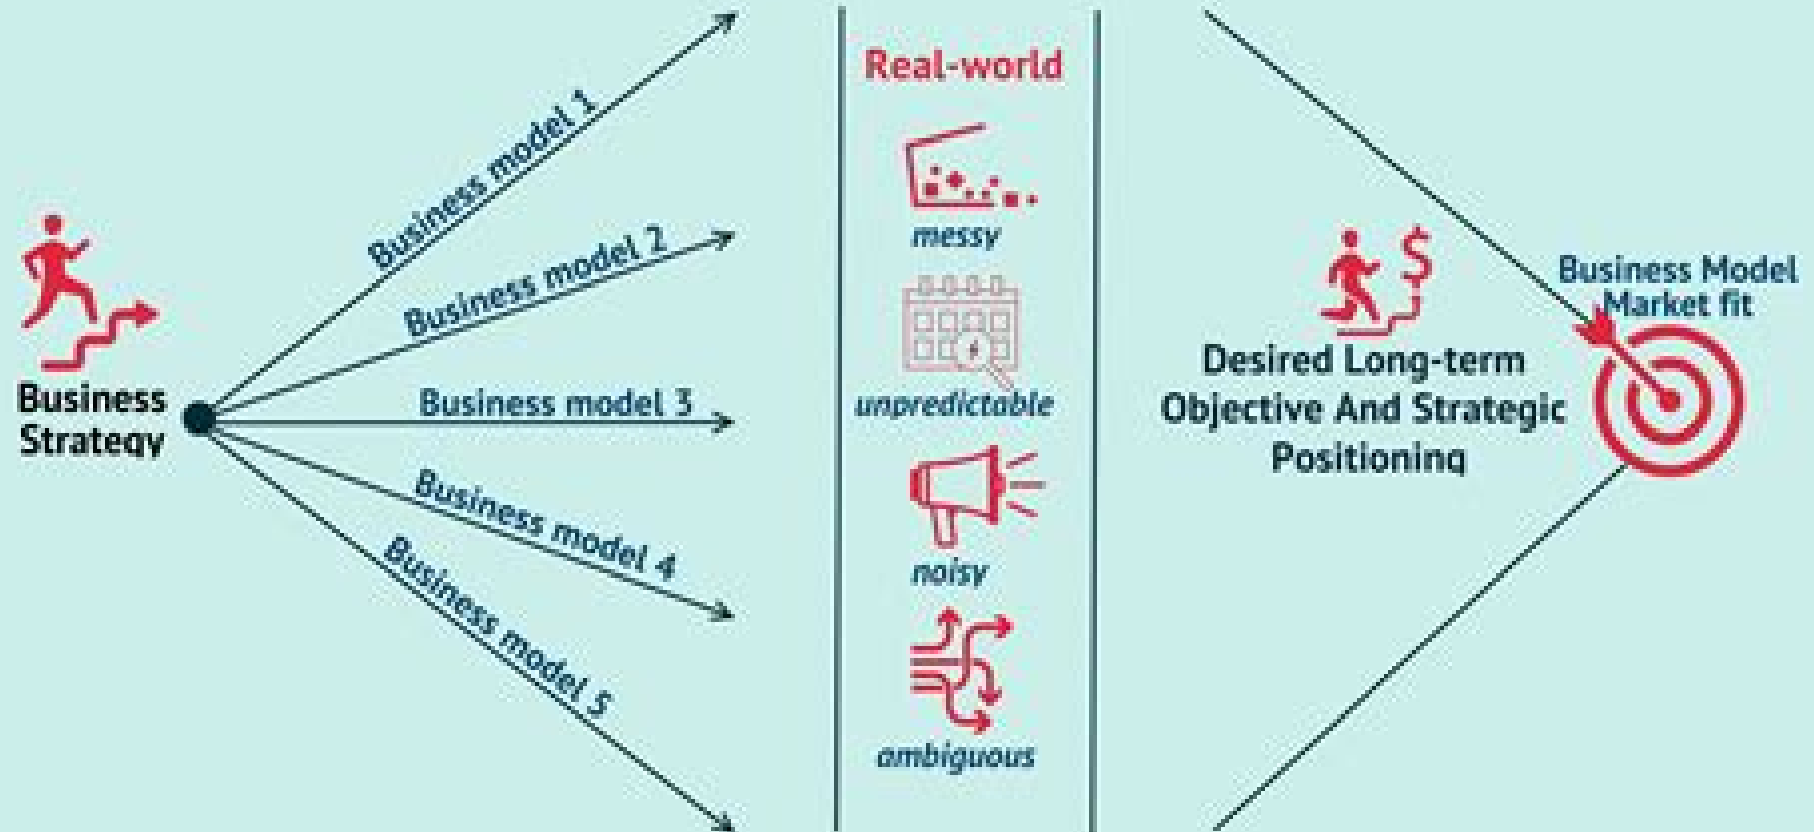 Business
Strategy
Business model 1
Business model 2
Business model 3
Business model 4
Business model 5
Real-world
messy
unpredictable
noisy
ambiguous
$
Desired Long-term
Objective And Strategic
Positioning
Business Model
Market fit